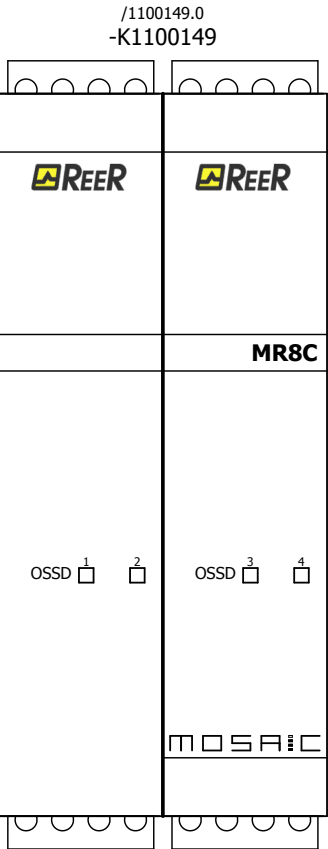 /1100149.0
-K1100149
REER REER
MR8C
OSSD 1 2 OSSD 3 4
MOSAIC